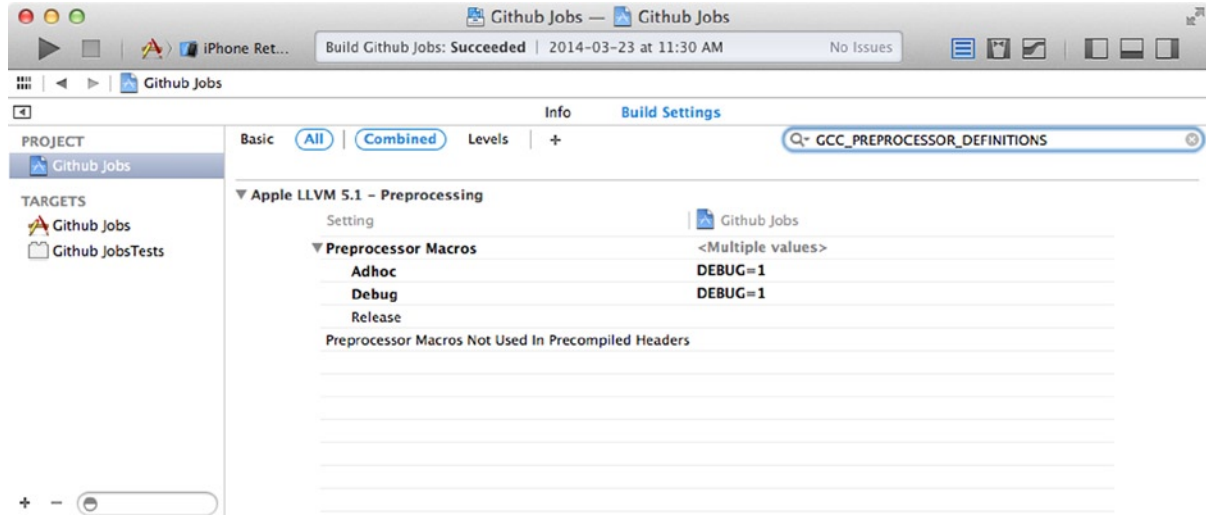 Github Jobs — Github Jobs
iPhone Ret...
Build Github Jobs: Succeeded | 2014-03-23 at 11:30 AM
No Issues
Github Jobs
Info
Build Settings
PROJECT
Github Jobs
TARGETS
Github Jobs
Github JobsTests
Basic
All
Combined
Levels
GCC_PREPROCESSOR_DEFINITIONS
Apple LLVM 5.1 – Preprocessing
Setting
Github Jobs
Preprocessor Macros
<Multiple values>
Adhoc
DEBUG=1
Debug
DEBUG=1
Release
Preprocessor Macros Not Used In Precompiled Headers